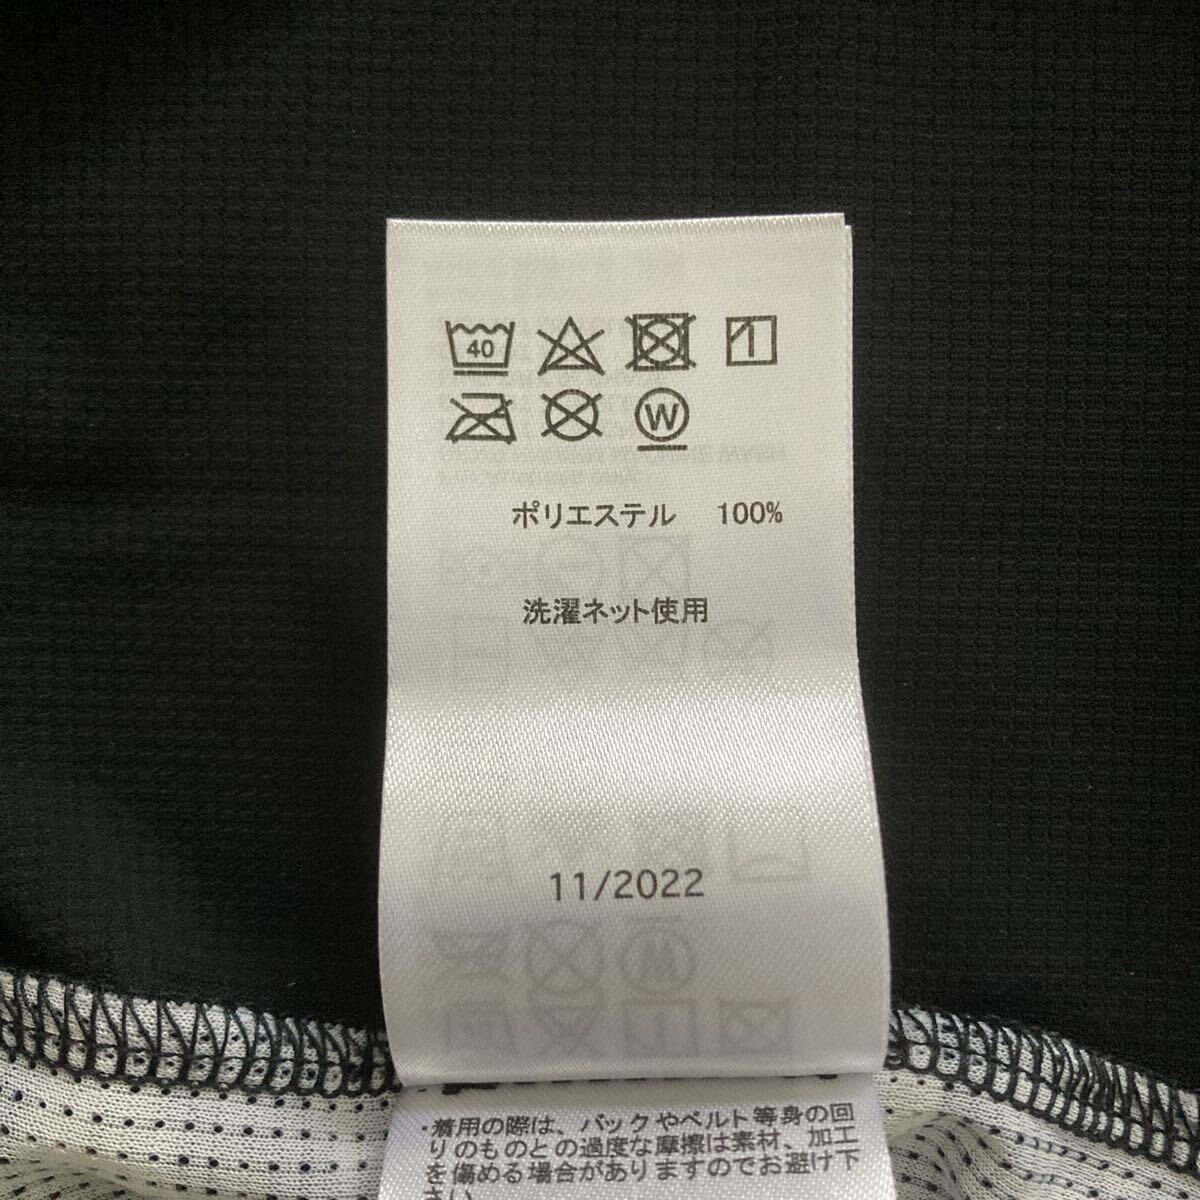 40
W
ポリエステル 100%
洗濯ネット使用
11/2022
・着用の際は、バックやベルト等身の回
りのものとの過度な摩擦は素材、加工
を傷める場合がありますのでお避け下
さい。